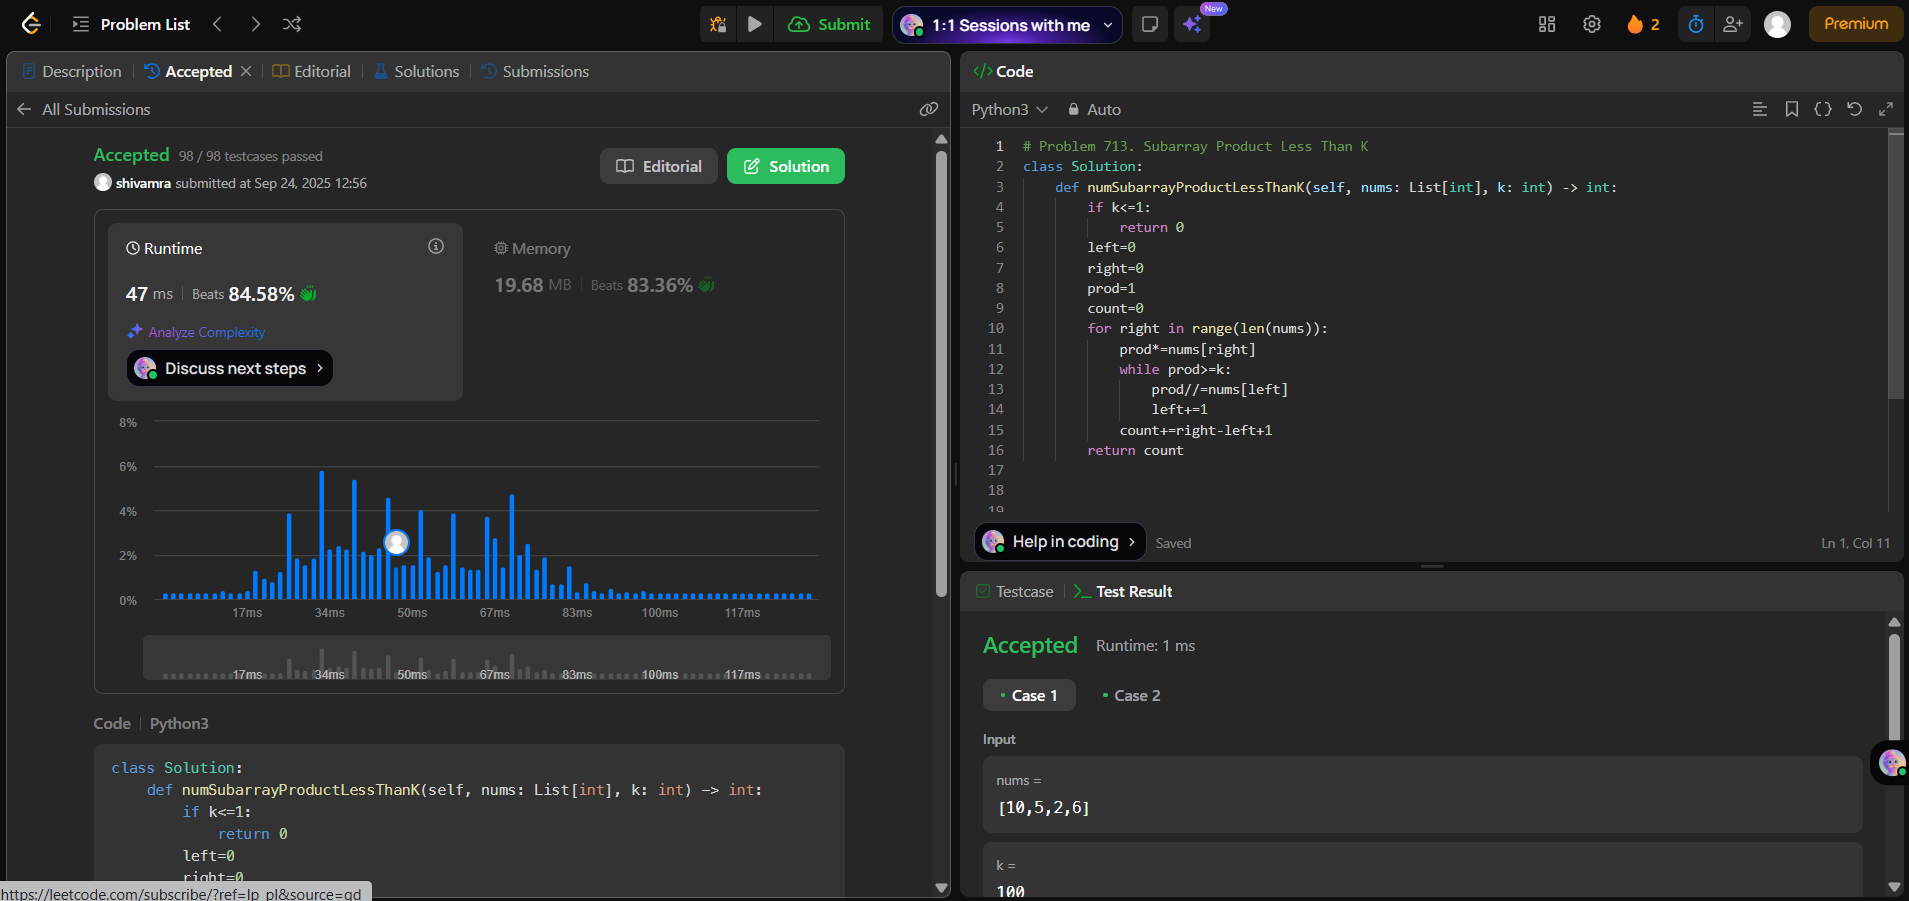 Problem List
Submit
1:1 Sessions with me
New
2
Premium
Description
Accepted
Editorial
Solutions
Submissions
All Submissions
Accepted 98 / 98 testcases passed
shivamra submitted at Sep 24, 2025 12:56
Editorial
Solution
Runtime
47 ms Beats 84.58%
Analyze Complexity
Discuss next steps
Memory
19.68 MB Beats 83.36%
8%
6%
4%
2%
0%
17ms 34ms 50ms 67ms 83ms 100ms 117ms
17ms 34ms 50ms 67ms 83ms 100ms 117ms
Code Python3
class Solution:
def numSubarrayProductLessThanK(self, nums: List[int], k: int) -> int:
if k<=1:
return 0
left=0
right=0
https://leetcode.com/subscribe/?ref=lp_pl&source=qd
</> Code
Python3 Auto
1 # Problem 713. Subarray Product Less Than K
2 class Solution:
3 def numSubarrayProductLessThanK(self, nums: List[int], k: int) -> int:
4 if k<=1:
5 return 0
6 left=0
7 right=0
8 prod=1
9 count=0
10 for right in range(len(nums)):
11 prod*=nums[right]
12 while prod>=k:
13 prod//=nums[left]
14 left+=1
15 count+=right-left+1
16 return count
17
18
19
Help in coding
Saved
Ln 1, Col 11
Testcase
Test Result
Accepted Runtime: 1 ms
Case 1
Case 2
Input
nums =
[10,5,2,6]
k =
100